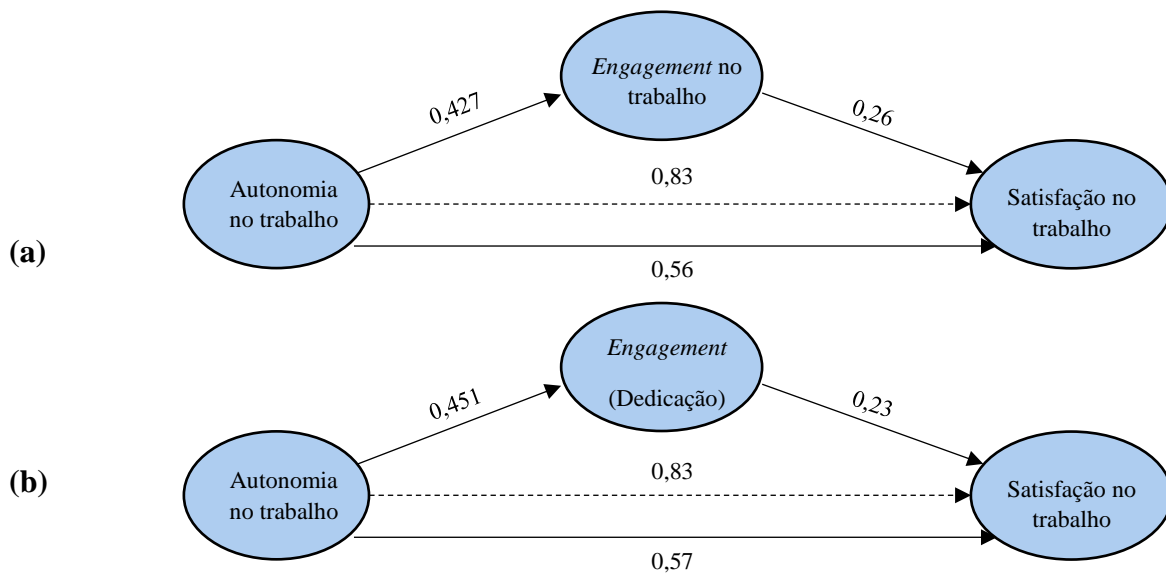 Engagement no
trabalho
0,427
0,26
0,83
Autonomia
no trabalho
Satisfação no
trabalho
(a)
0,56
Engagement
(Dedicação)
0,451
0,23
0,83
Autonomia
no trabalho
Satisfação no
trabalho
(b)
0,57